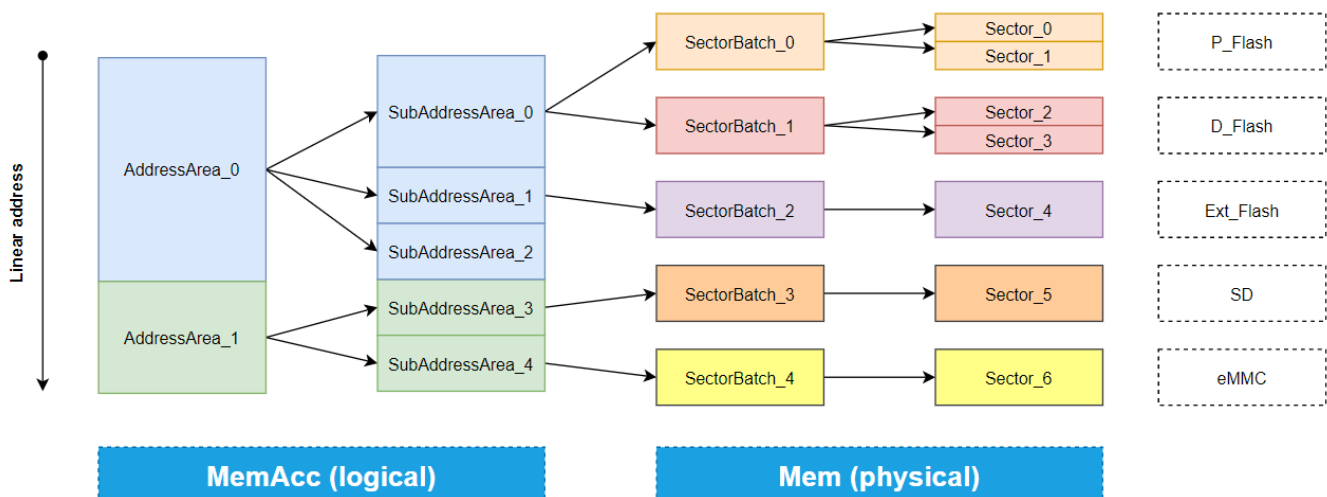 Linear address
AddressArea_0
AddressArea_1
SubAddressArea_0
SubAddressArea_1
SubAddressArea_2
SubAddressArea_3
SubAddressArea_4
SectorBatch_0
SectorBatch_1
SectorBatch_2
SectorBatch_3
SectorBatch_4
Sector_0
Sector_1
Sector_2
Sector_3
Sector_4
Sector_5
Sector_6
P_Flash
D_Flash
Ext_Flash
SD
eMMC
MemAcc (logical)
Mem (physical)